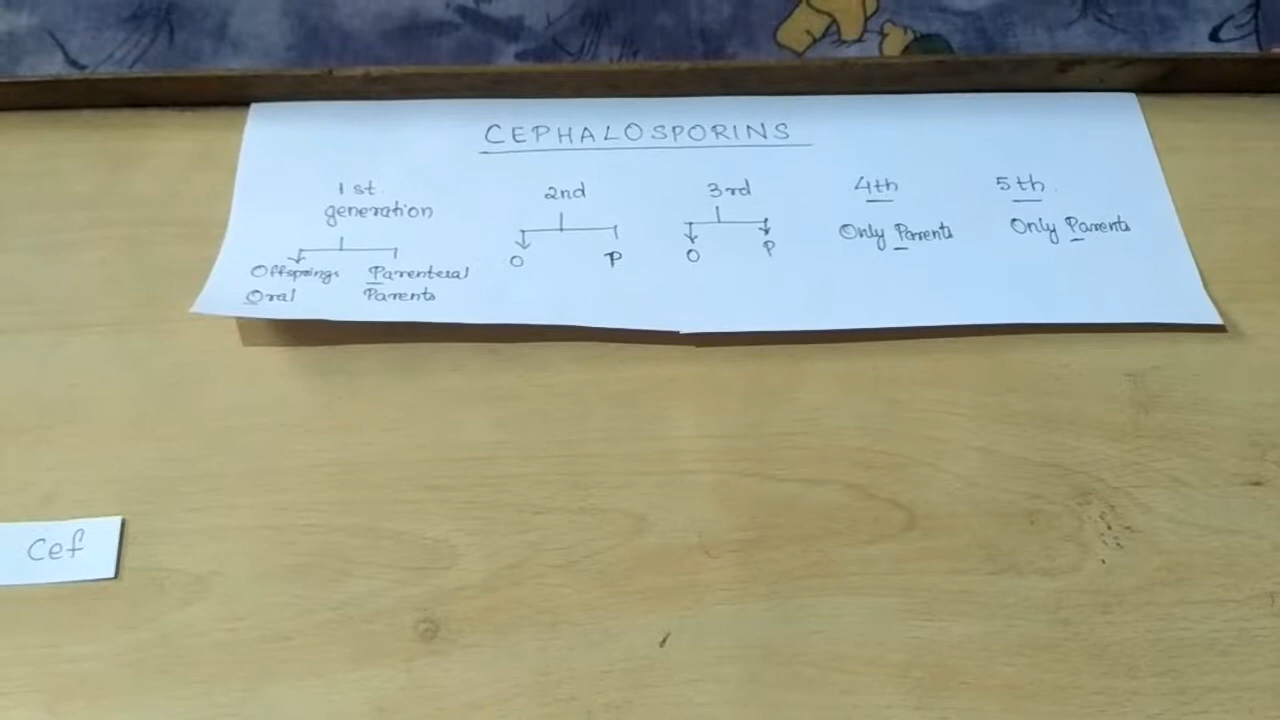 CEPHALOSPORINS
1st generation
Offsprings Parenteral
Oral Parents
2nd
O P
3rd
O P
4th
Only Parents
5th
Only Parents
Cef